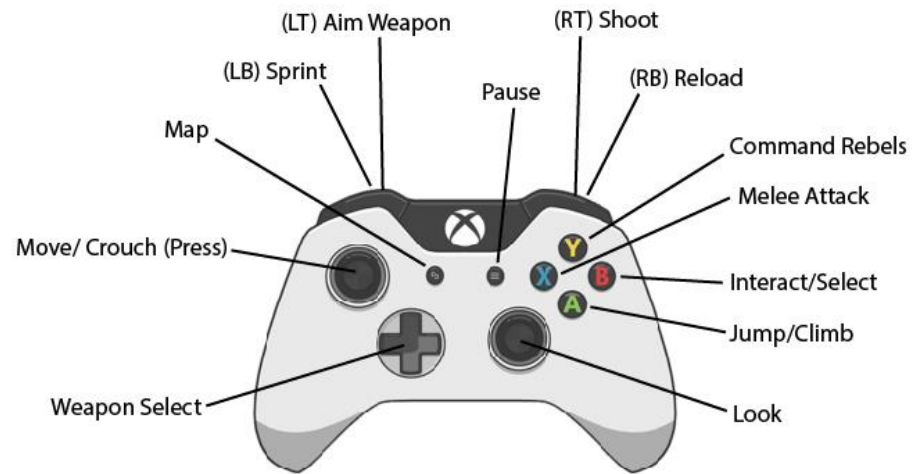 (LT) Aim Weapon
(RT) Shoot
(LB) Sprint
(RB) Reload
Pause
Map
Command Rebels
Melee Attack
Move/ Crouch (Press)
Y
X
B
A
Interact/Select
Jump/Climb
Weapon Select
Look